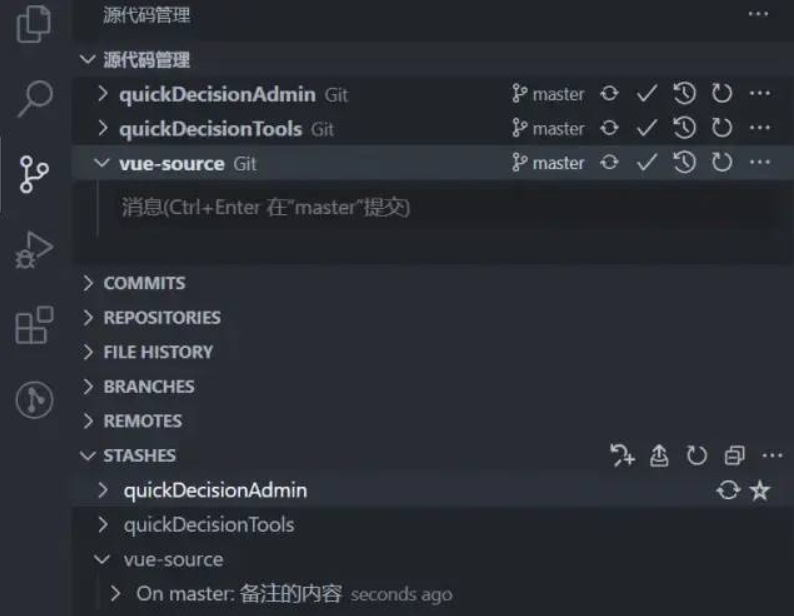 源代码管理
源代码管理
quickDecisionAdmin Git master
quickDecisionTools Git master
vue-source Git master
消息(Ctrl+Enter 在"master"提交)
COMMITS
REPOSITORIES
FILE HISTORY
BRANCHES
REMOTES
STASHES
quickDecisionAdmin
quickDecisionTools
vue-source
On master: 备注的内容 seconds ago